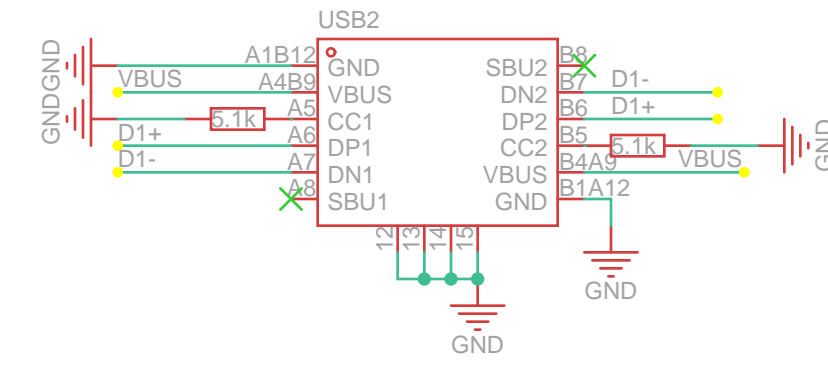 USB2
GND
GND
A1B12
GND
VBUS
A4B9
VBUS
5.1k
A5
CC1
D1+
A6
DP1
D1-
A7
DN1
A8
SBU1
SBU2
B8
DN2
B7
D1-
DP2
B6
D1+
CC2
B5
5.1k
VBUS
GND
VBUS
B4A9
GND
B1A12
12
13
14
15
GND
GND